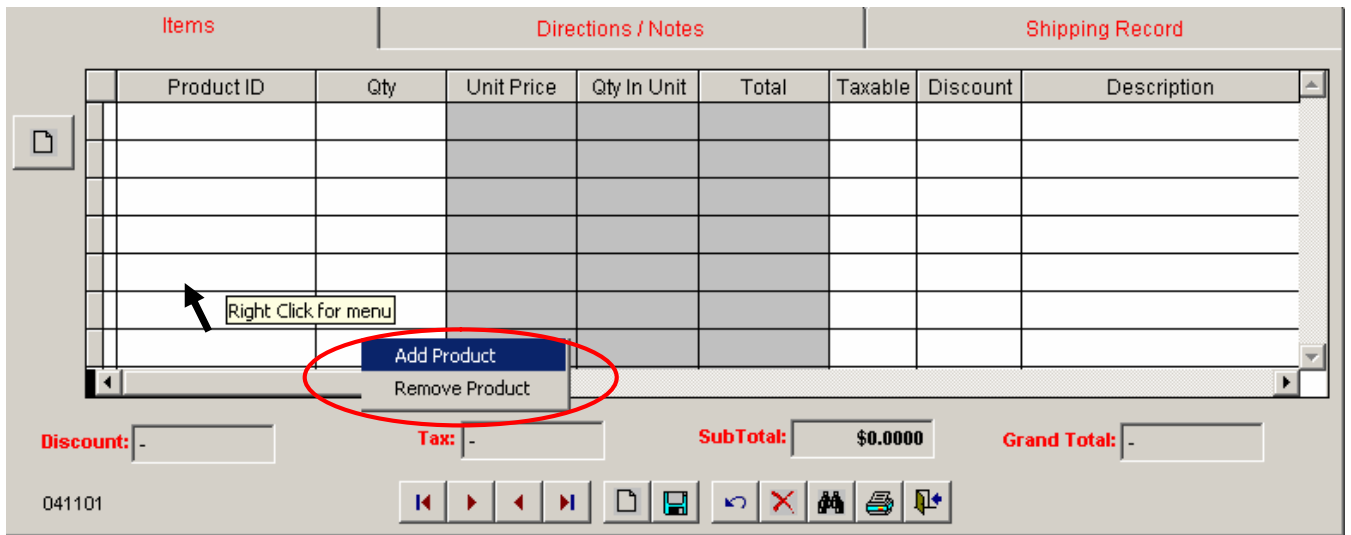 Items Directions / Notes Shipping Record
Product ID Qty Unit Price Qty In Unit Total Taxable Discount Description
Right Click for menu
Add Product
Remove Product
Discount: - Tax: - SubTotal: $0.0000 Grand Total: -
041101